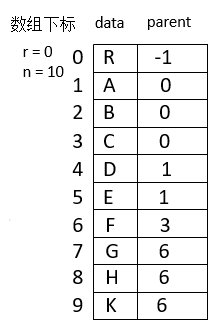 数组下标 data parent
r = 0
n = 10
0 R -1
1 A 0
2 B 0
3 C 0
4 D 1
5 E 1
6 F 3
7 G 6
8 H 6
9 K 6